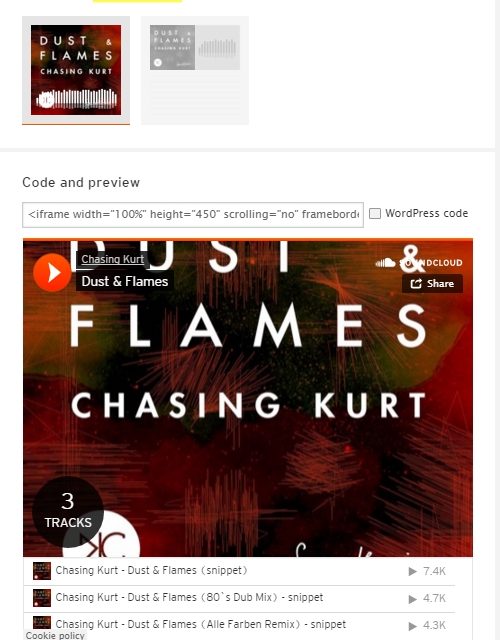 DUST &
FLAMES
CHASING KURT
DUST &
FLAMES
CHASING KURT
Code and preview
<iframe width="100%" height="450" scrolling="no" framebord
WordPress code
DUST &
Chasing Kurt
SOUNDCLOUD
Dust & Flames
Share
FLAMES
CHASING KURT
3
TRACKS
KC
Chasing Kurt - Dust & Flames (snippet)
7.4K
Chasing Kurt - Dust & Flames (80`s Dub Mix) - snippet
4.7K
Chasing Kurt - Dust & Flames (Alle Farben Remix) - snippet
4.3K
Cookie policy